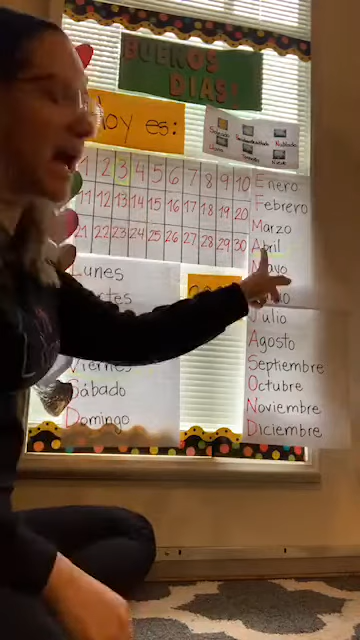 BUENOS
DIAS!
Hoy es:
1 2 3 4 5 6 7 8 9 10
11 12 13 14 15 16 17 18 19 20
21 22 23 24 25 26 27 28 29 30
Lunes
Viernes
Sábado
Domingo
Enero
Febrero
Marzo
Abril
Mayo
Julio
Agosto
Septiembre
Octubre
Noviembre
Diciembre